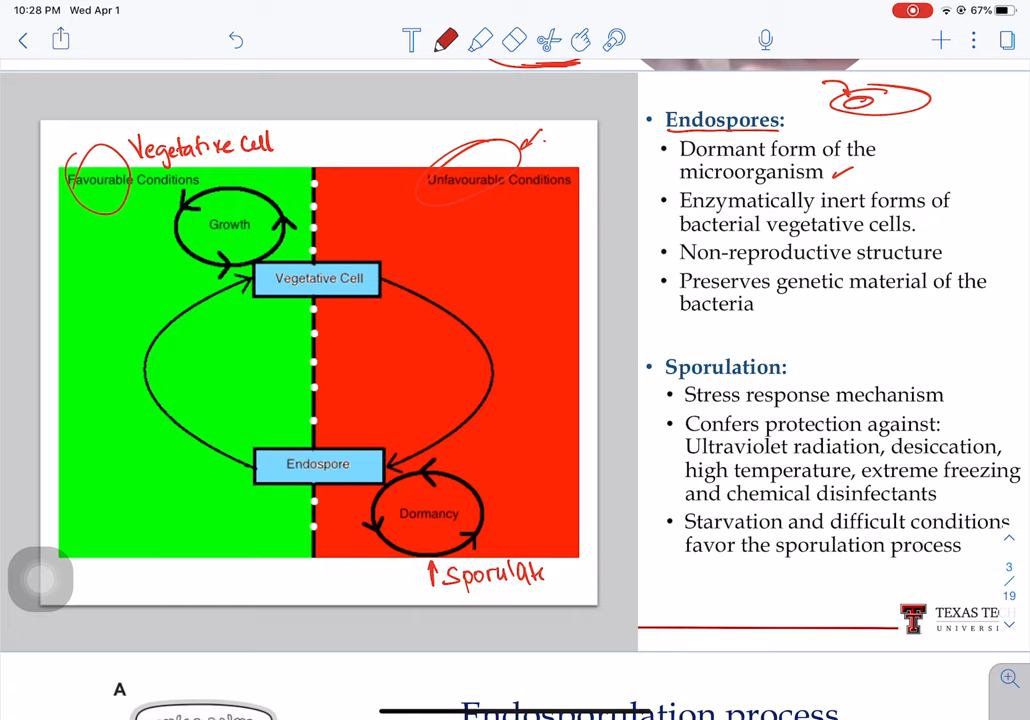 10:28 PM Wed Apr 1
67%
Vegetative Cell
Favourable Conditions
Unfavourable Conditions
Growth
Vegetative Cell
Endospore
Dormancy
Sporulate
• Endospores:
• Dormant form of the
microorganism
• Enzymatically inert forms of
bacterial vegetative cells.
• Non-reproductive structure
• Preserves genetic material of the
bacteria
• Sporulation:
• Stress response mechanism
• Confers protection against:
Ultraviolet radiation, desiccation,
high temperature, extreme freezing
and chemical disinfectants
• Starvation and difficult conditions
favor the sporulation process
3
/
19
TEXAS TEC
UNIVERSI
A
Endosporulation process